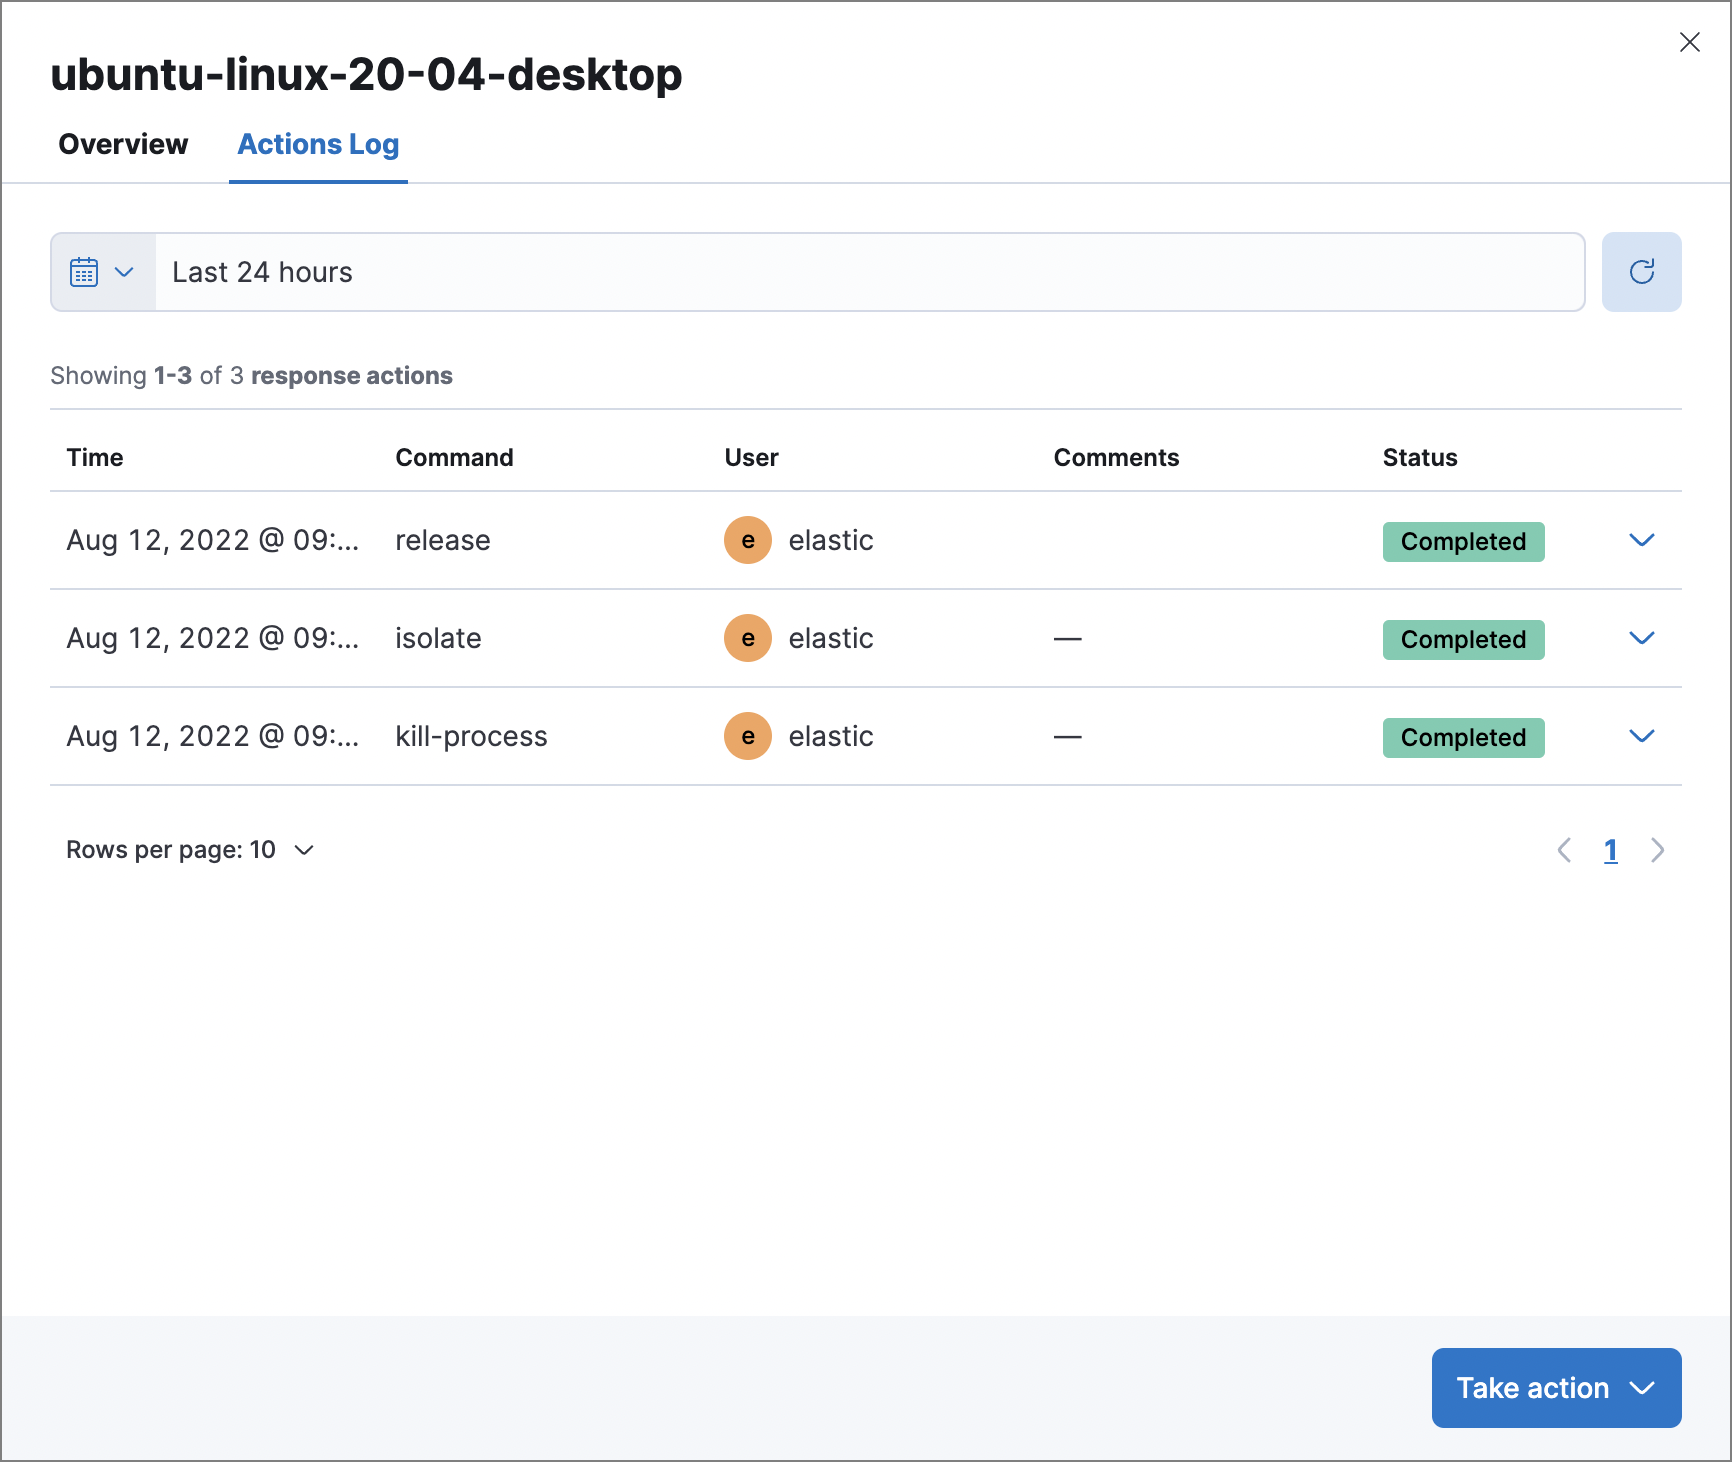 ubuntu-linux-20-04-desktop
Overview Actions Log
Last 24 hours
Showing 1-3 of 3 response actions
Time Command User Comments Status
Aug 12, 2022 @ 09:... release e elastic Completed
Aug 12, 2022 @ 09:... isolate e elastic — Completed
Aug 12, 2022 @ 09:... kill-process e elastic — Completed
Rows per page: 10 1
Take action